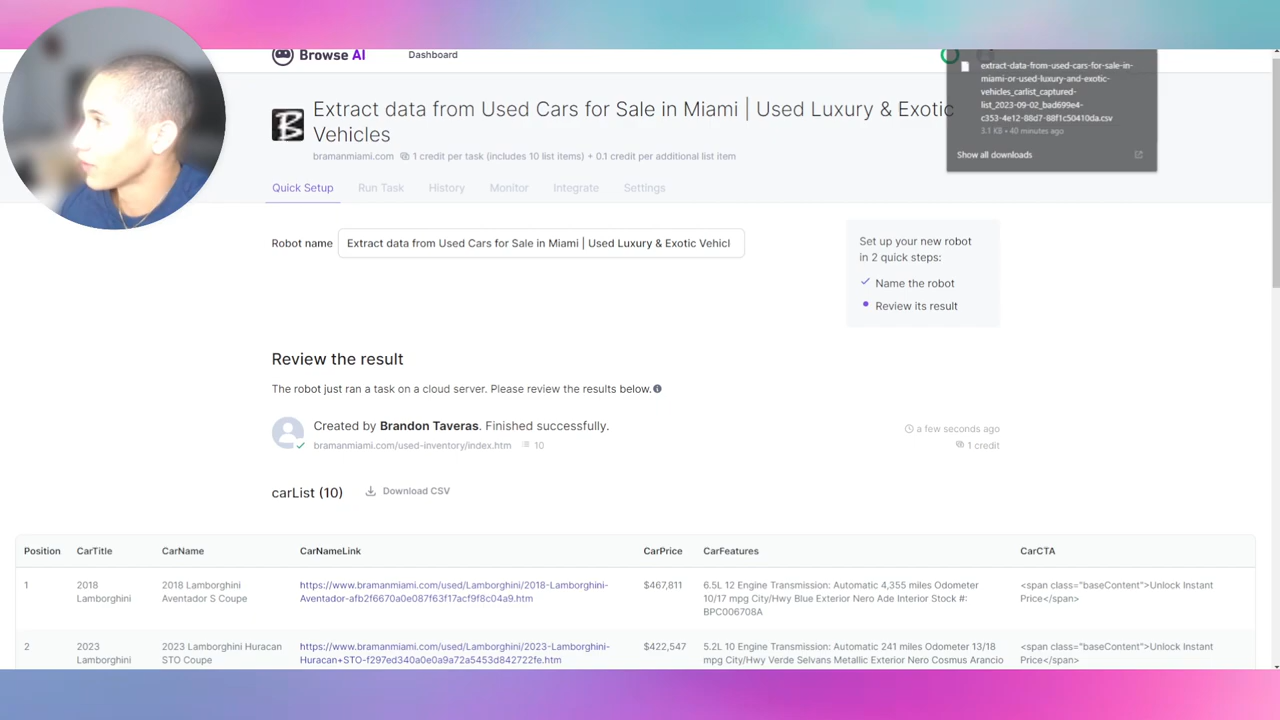 Browse AI
Dashboard
extract-data-from-used-cars-for-sale-in-
miami-or-used-luxury-and-exotic-
vehicles_carlist_captured-
list_2023-09-02_bad699e4-
c353-4e12-88d7-88f1c50410da.csv
3.1 KB • 40 minutes ago
Show all downloads
Extract data from Used Cars for Sale in Miami | Used Luxury & Exotic
Vehicles
bramanmiami.com 1 credit per task (includes 10 list items) + 0.1 credit per additional list item
Quick Setup Run Task History Monitor Integrate Settings
Robot name Extract data from Used Cars for Sale in Miami | Used Luxury & Exotic Vehicl
Set up your new robot
in 2 quick steps:
Name the robot
Review its result
Review the result
The robot just ran a task on a cloud server. Please review the results below.
Created by Brandon Taveras. Finished successfully.
a few seconds ago
bramanmiami.com/used-inventory/index.htm 10
1 credit
carList (10) Download CSV
Position CarTitle CarName CarNameLink CarPrice CarFeatures CarCTA
1 2018 2018 Lamborghini https://www.bramanmiami.com/used/Lamborghini/2018-Lamborghini- $467,811 6.5L 12 Engine Transmission: Automatic 4,355 miles Odometer <span class="baseContent">Unlock Instant
Lamborghini Aventador S Coupe Aventador-afb2f6670a0e087f63f17acf9f8c04a9.htm 10/17 mpg City/Hwy Blue Exterior Nero Ade Interior Stock #: Price</span>
BPC006708A
2 2023 2023 Lamborghini Huracan https://www.bramanmiami.com/used/Lamborghini/2023-Lamborghini- $422,547 5.2L 10 Engine Transmission: Automatic 241 miles Odometer 13/18 <span class="baseContent">Unlock Instant
Lamborghini STO Coupe Huracan+STO-f297ed340a0e0a9a72a5453d842722fe.htm mpg City/Hwy Verde Selvans Metallic Exterior Nero Cosmus Arancio Price</span>